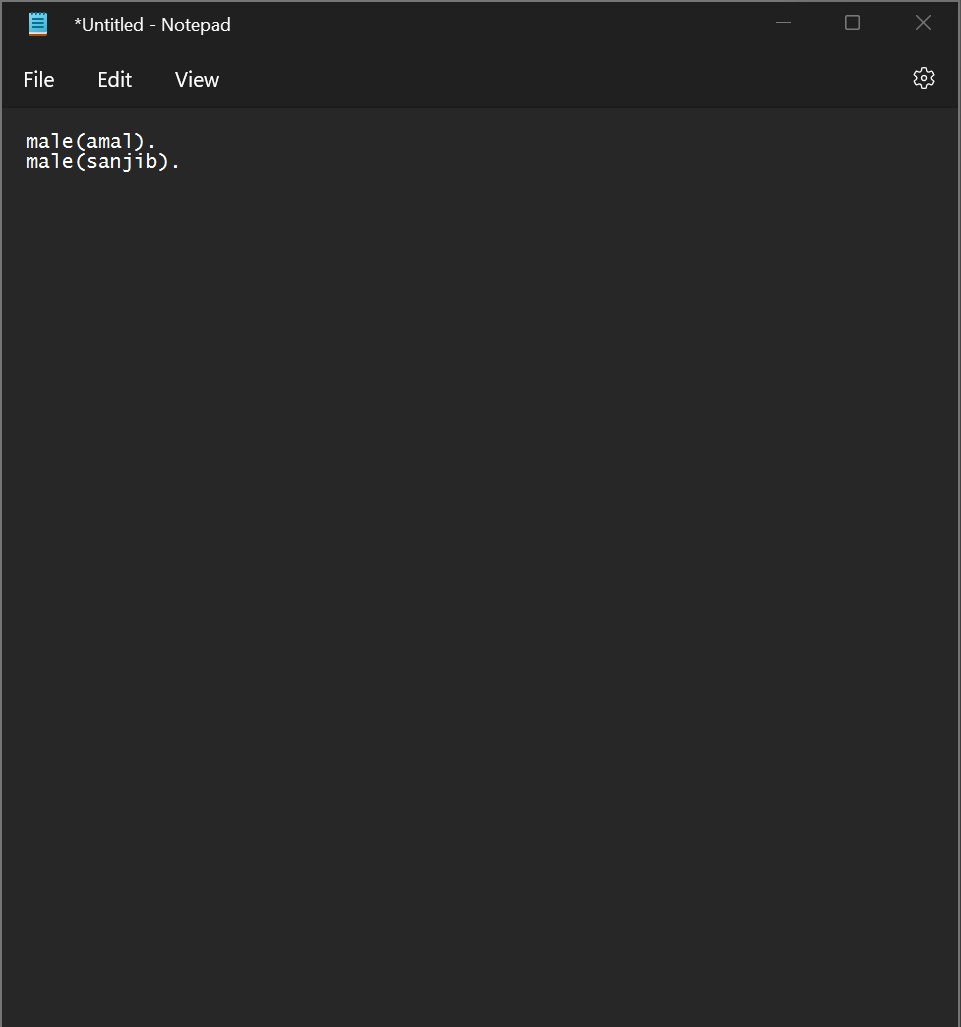 *Untitled - Notepad
File Edit View
male(amal).
male(sanjib).